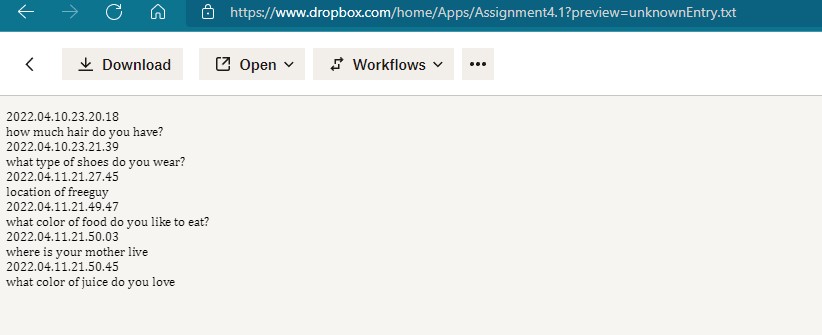 https://www.dropbox.com/home/Apps/Assignment4.1?preview=unknownEntry.txt
Download Open Workflows
2022.04.10.23.20.18
how much hair do you have?
2022.04.10.23.21.39
what type of shoes do you wear?
2022.04.11.21.27.45
location of freeguy
2022.04.11.21.49.47
what color of food do you like to eat?
2022.04.11.21.50.03
where is your mother live
2022.04.11.21.50.45
what color of juice do you love